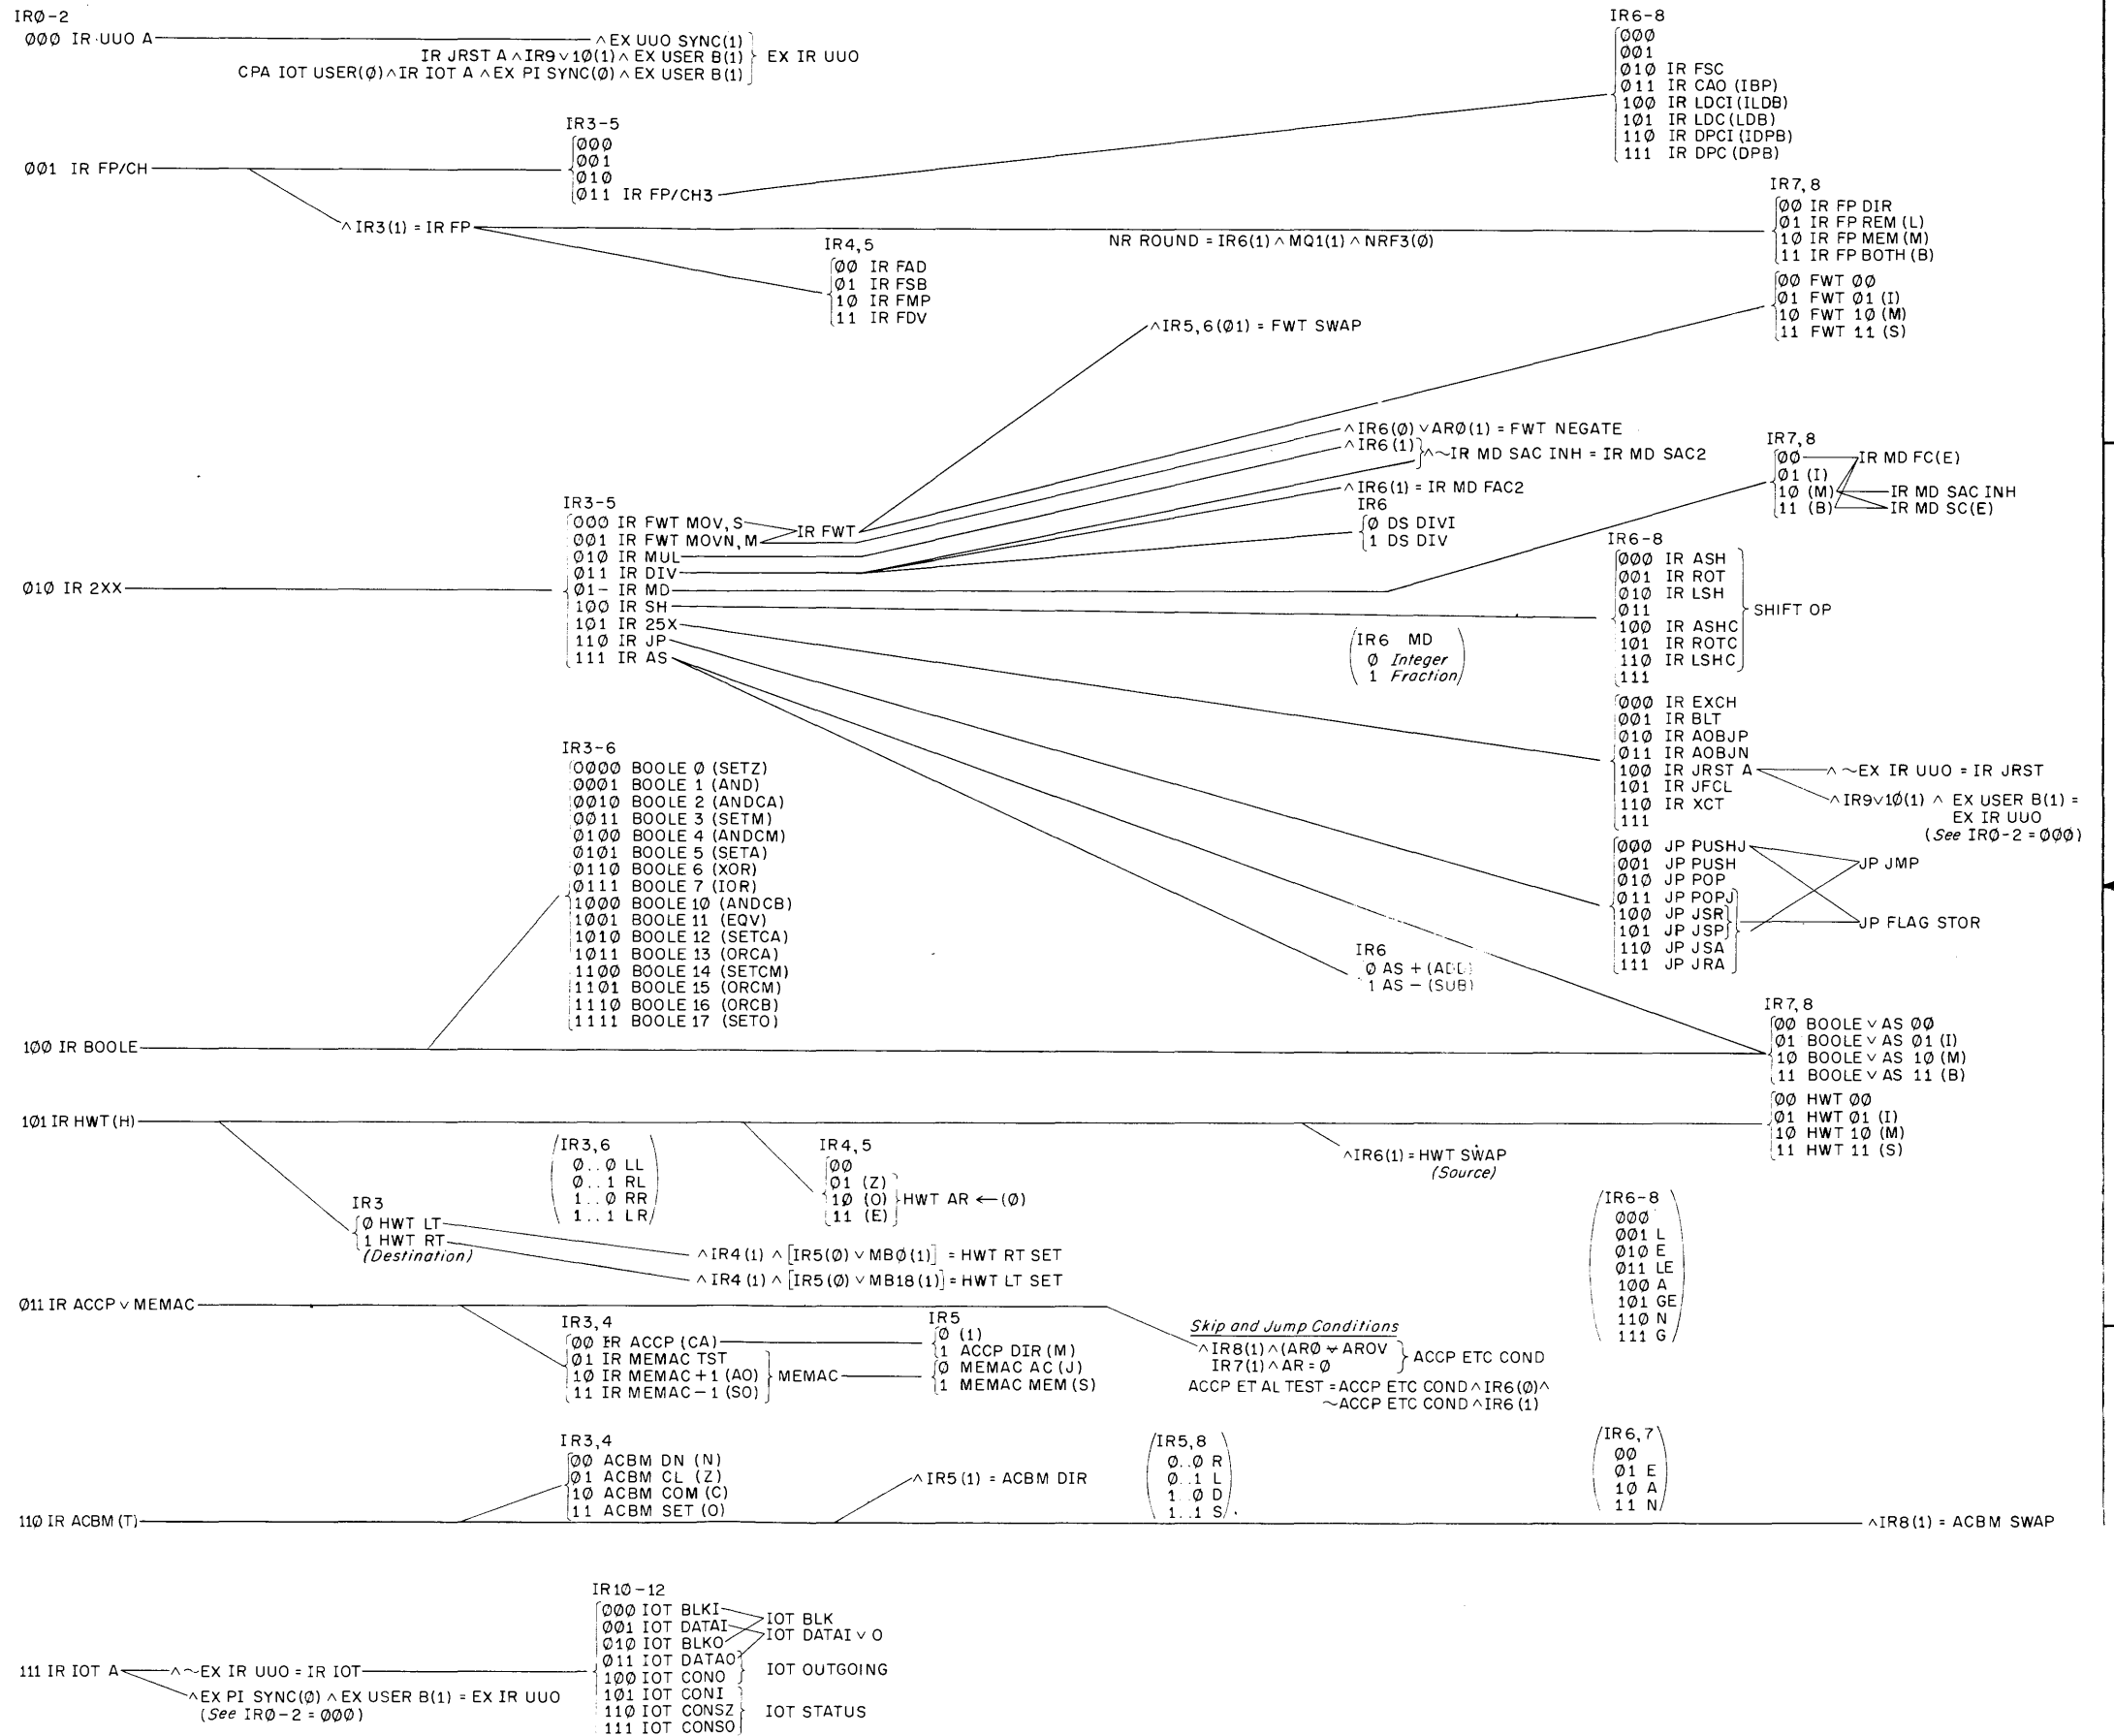 IRØ-2
ØØØ IR UUO A
∧ EX UUO SYNC(1)
IR JRST A ∧ IR9 ∨ 1Ø(1) ∧ EX USER B(1)
CPA IOT USER(Ø) ∧ IR IOT A ∧ EX PI SYNC(Ø) ∧ EX USER B(1)
EX IR UUO
IR6-8
ØØØ
ØØ1
Ø1Ø IR FSC
Ø11 IR CAO (IBP)
1ØØ IR LDCI (ILDB)
1Ø1 IR LDC (LDB)
11Ø IR DPCI (IDPB)
111 IR DPC (DPB)
ØØ1 IR FP/CH
IR3-5
ØØØ
ØØ1
Ø1Ø
Ø11 IR FP/CH3
∧ IR3(1) = IR FP
NR ROUND = IR6(1) ∧ MQ1(1) ∧ NRF3(Ø)
IR7,8
ØØ IR FP DIR
Ø1 IR FP REM (L)
1Ø IR FP MEM (M)
11 IR FP BOTH (B)
IR4,5
ØØ IR FAD
Ø1 IR FSB
1Ø IR FMP
11 IR FDV
ØØ FWT ØØ
Ø1 FWT Ø1 (I)
1Ø FWT 1Ø (M)
11 FWT 11 (S)
∧IR5,6(Ø1) = FWT SWAP
∧ IR6(Ø) ∨ ARØ(1) = FWT NEGATE
∧ IR6(1)
∧ ~IR MD SAC INH = IR MD SAC2
∧ IR6(1) = IR MD FAC2
IR6
Ø DS DIVI
1 DS DIV
IR7,8
ØØ
Ø1 (I)
1Ø (M)
11 (B)
IR MD FC(E)
IR MD SAC INH
IR MD SC(E)
Ø1Ø IR 2XX
IR3-5
ØØØ IR FWT MOV, S
ØØ1 IR FWT MOVN, M
IR FWT
Ø1Ø IR MUL
Ø11 IR DIV
Ø1- IR MD
1ØØ IR SH
1Ø1 IR 25X
11Ø IR JP
111 IR AS
IR6 MD
Ø Integer
1 Fraction
IR6-8
ØØØ IR ASH
ØØ1 IR ROT
Ø1Ø IR LSH
Ø11
1ØØ IR ASHC
1Ø1 IR ROTC
11Ø IR LSHC
111
SHIFT OP
ØØØ IR EXCH
ØØ1 IR BLT
Ø1Ø IR AOBJP
Ø11 IR AOBJN
1ØØ IR JRST A
1Ø1 IR JFCL
11Ø IR XCT
111
∧ ~EX IR UUO = IR JRST
∧ IR9∨1Ø(1) ∧ EX USER B(1) =
EX IR UUO
(See IRØ-2 = ØØØ)
ØØØ JP PUSHJ
ØØ1 JP PUSH
Ø1Ø JP POP
Ø11 JP POPJ
1ØØ JP JSR
1Ø1 JP JSP
11Ø JP JSA
111 JP JRA
JP JMP
JP FLAG STOR
IR3-6
ØØØØ BOOLE Ø (SETZ)
ØØØ1 BOOLE 1 (AND)
ØØ1Ø BOOLE 2 (ANDCA)
ØØ11 BOOLE 3 (SETM)
Ø1ØØ BOOLE 4 (ANDCM)
Ø1Ø1 BOOLE 5 (SETA)
Ø11Ø BOOLE 6 (XOR)
Ø111 BOOLE 7 (IOR)
1ØØØ BOOLE 1Ø (ANDCB)
1ØØ1 BOOLE 11 (EQV)
1Ø1Ø BOOLE 12 (SETCA)
1Ø11 BOOLE 13 (ORCA)
11ØØ BOOLE 14 (SETCM)
11Ø1 BOOLE 15 (ORCM)
111Ø BOOLE 16 (ORCB)
1111 BOOLE 17 (SETO)
IR6
Ø AS + (ADD)
1 AS - (SUB)
1ØØ IR BOOLE
IR7,8
ØØ BOOLE ∨ AS ØØ
Ø1 BOOLE ∨ AS Ø1 (I)
1Ø BOOLE ∨ AS 1Ø (M)
11 BOOLE ∨ AS 11 (B)
1Ø1 IR HWT (H)
ØØ HWT ØØ
Ø1 HWT Ø1 (I)
1Ø HWT 1Ø (M)
11 HWT 11 (S)
IR3,6
Ø..Ø LL
Ø..1 RL
1..Ø RR
1..1 LR
IR4,5
ØØ
Ø1 (Z)
1Ø (O)
11 (E)
HWT AR ← (Ø)
∧IR6(1) = HWT SWAP
(Source)
IR3
Ø HWT LT
1 HWT RT
(Destination)
∧ IR4(1) ∧ [IR5(Ø) ∨ MBØ(1)] = HWT RT SET
∧ IR4(1) ∧ [IR5(Ø) ∨ MB18(1)] = HWT LT SET
IR6-8
ØØØ
ØØ1 L
Ø1Ø E
Ø11 LE
1ØØ A
1Ø1 GE
11Ø N
111 G
Ø11 IR ACCP ∨ MEMAC
IR3,4
ØØ IR ACCP (CA)
Ø1 IR MEMAC TST
1Ø IR MEMAC+1 (AO)
11 IR MEMAC-1 (SO)
MEMAC
IR5
Ø (1)
1 ACCP DIR (M)
Ø MEMAC AC (J)
1 MEMAC MEM (S)
Skip and Jump Conditions
∧IR8(1) ∧ (ARØ ⩝ AROV
IR7(1) ∧ AR = Ø
ACCP ETC COND
ACCP ET AL TEST = ACCP ETC COND ∧ IR6(Ø) ∧
~ACCP ETC COND ∧ IR6(1)
IR3,4
ØØ ACBM DN (N)
Ø1 ACBM CL (Z)
1Ø ACBM COM (C)
11 ACBM SET (O)
∧ IR5(1) = ACBM DIR
IR5,8
Ø..Ø R
Ø..1 L
1..Ø D
1..1 S
IR6,7
ØØ
Ø1 E
1Ø A
11 N
11Ø IR ACBM (T)
∧IR8(1) = ACBM SWAP
IR1Ø-12
ØØØ IOT BLKI
ØØ1 IOT DATAI
Ø1Ø IOT BLKO
Ø11 IOT DATAO
1ØØ IOT CONO
1Ø1 IOT CONI
11Ø IOT CONSZ
111 IOT CONSO
IOT BLK
IOT DATAI ∨ O
IOT OUTGOING
IOT STATUS
111 IR IOT A
∧ ~EX IR UUO = IR IOT
∧EX PI SYNC(Ø) ∧ EX USER B(1) = EX IR UUO
(See IRØ-2 = ØØØ)